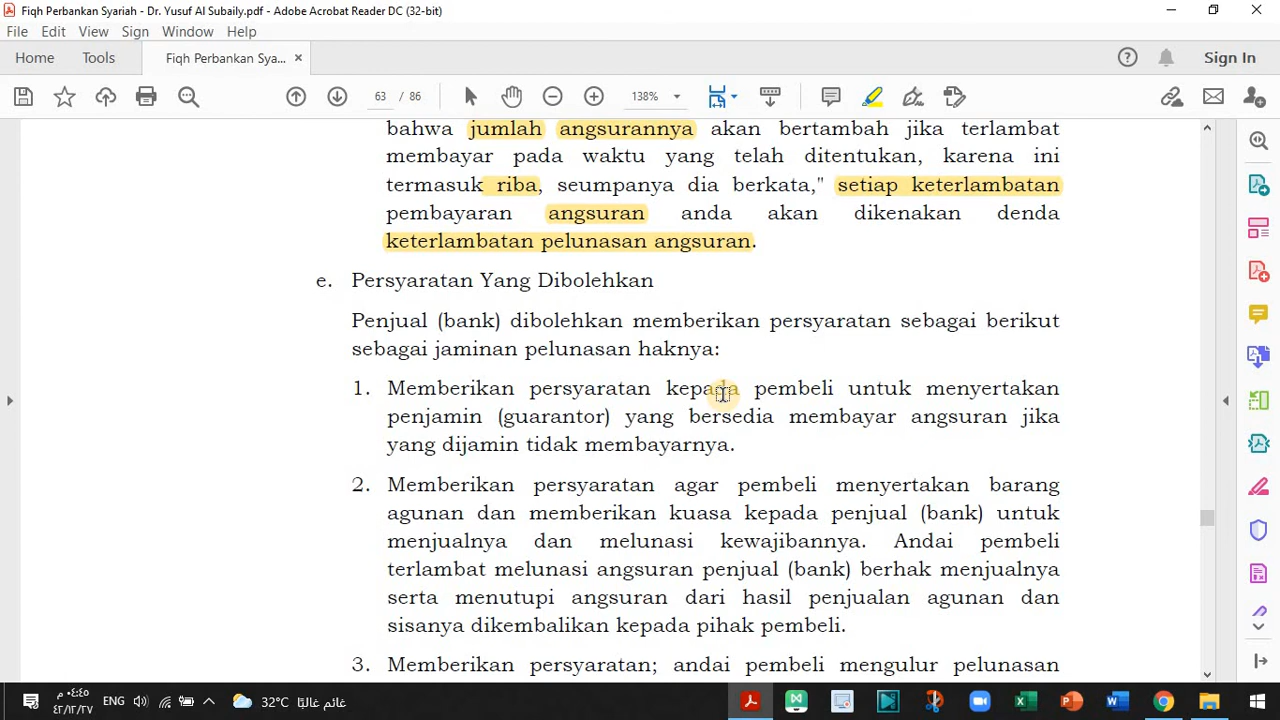 Fiqh Perbankan Syariah - Dr. Yusuf Al Subaily.pdf - Adobe Acrobat Reader DC (32-bit)
File Edit View Sign Window Help
Home Tools Fiqh Perbankan Sya... Sign In
63 / 86 138%
bahwa jumlah angsurannya akan bertambah jika terlambat
membayar pada waktu yang telah ditentukan, karena ini
termasuk riba, seumpanya dia berkata," setiap keterlambatan
pembayaran angsuran anda akan dikenakan denda
keterlambatan pelunasan angsuran.
e. Persyaratan Yang Dibolehkan
Penjual (bank) dibolehkan memberikan persyaratan sebagai berikut
sebagai jaminan pelunasan haknya:
1. Memberikan persyaratan kepada pembeli untuk menyertakan
penjamin (guarantor) yang bersedia membayar angsuran jika
yang dijamin tidak membayarnya.
2. Memberikan persyaratan agar pembeli menyertakan barang
agunan dan memberikan kuasa kepada penjual (bank) untuk
menjualnya dan melunasi kewajibannya. Andai pembeli
terlambat melunasi angsuran penjual (bank) berhak menjualnya
serta menutupi angsuran dari hasil penjualan agunan dan
sisanya dikembalikan kepada pihak pembeli.
3. Memberikan persyaratan; andai pembeli mengulur pelunasan
٠٤:٤٥ م
٤٢/١٢/٢٧
ENG 32°C غائم غالبًا